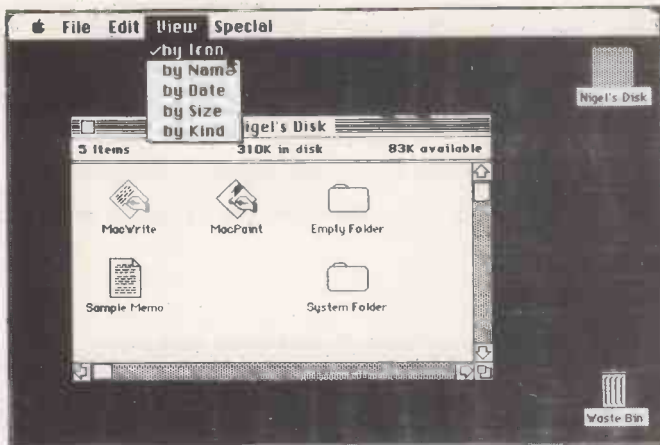 File Edit View Special
✓by Icon
by Name
by Date
by Size
by Kind
Nigel's Disk
igel's Disk
5 Items 310K in disk 83K available
MacWrite MacPaint Empty Folder
Sample Memo System Folder
Waste Bin